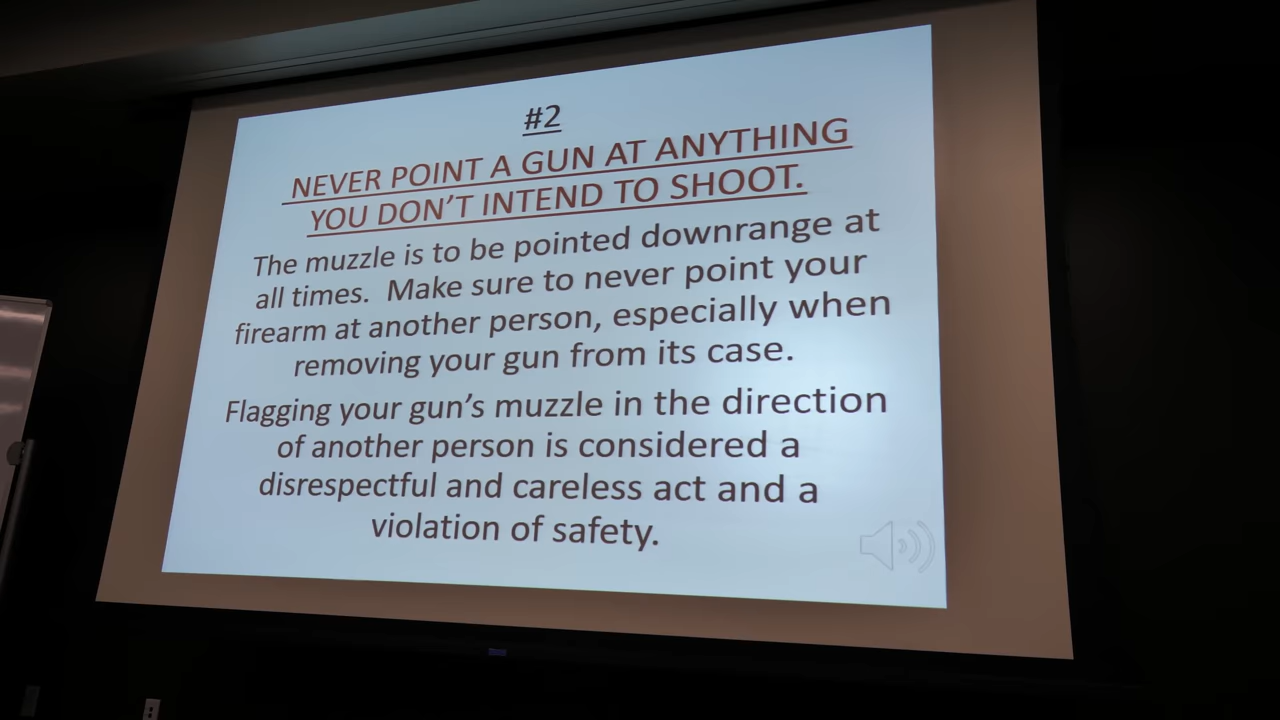 #2
NEVER POINT A GUN AT ANYTHING
YOU DON'T INTEND TO SHOOT.
The muzzle is to be pointed downrange at
all times. Make sure to never point your
firearm at another person, especially when
removing your gun from its case.
Flagging your gun's muzzle in the direction
of another person is considered a
disrespectful and careless act and a
violation of safety.